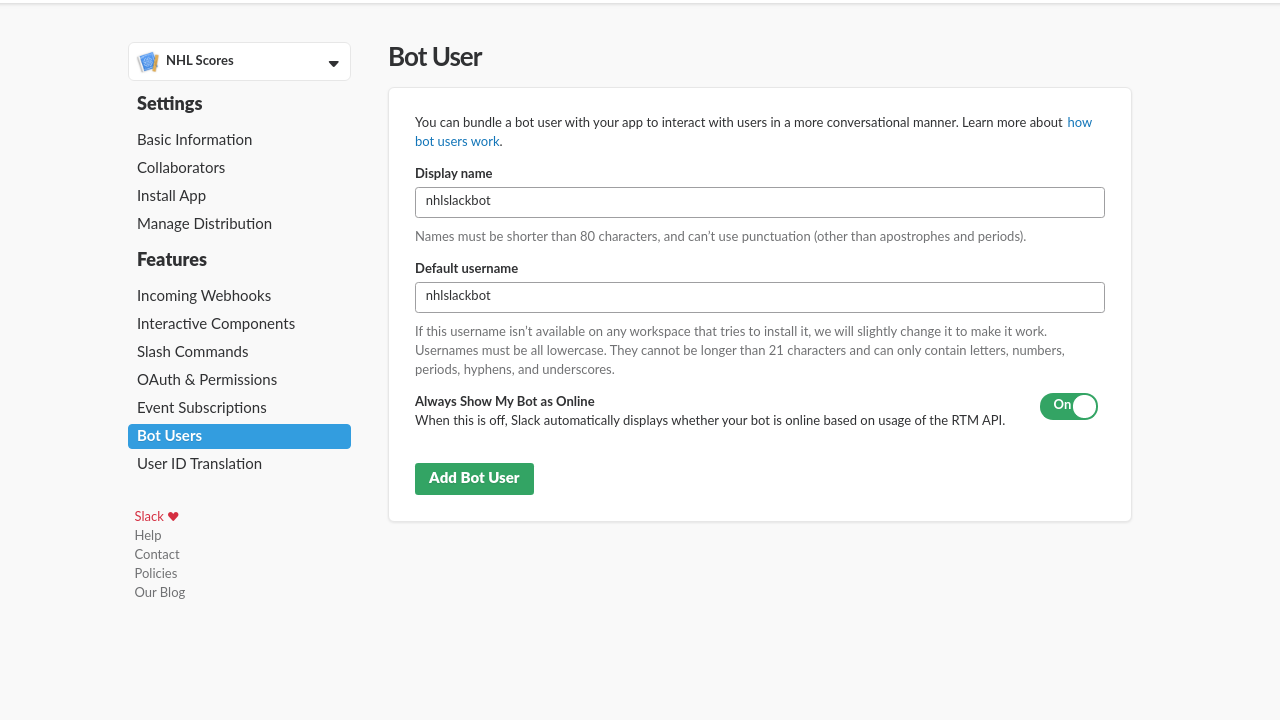 NHL Scores
Settings
Basic Information
Collaborators
Install App
Manage Distribution
Features
Incoming Webhooks
Interactive Components
Slash Commands
OAuth & Permissions
Event Subscriptions
Bot Users
User ID Translation
Slack ♥
Help
Contact
Policies
Our Blog
Bot User
You can bundle a bot user with your app to interact with users in a more conversational manner. Learn more about how
bot users work.
Display name
nhlslackbot
Names must be shorter than 80 characters, and can't use punctuation (other than apostrophes and periods).
Default username
nhlslackbot
If this username isn't available on any workspace that tries to install it, we will slightly change it to make it work.
Usernames must be all lowercase. They cannot be longer than 21 characters and can only contain letters, numbers,
periods, hyphens, and underscores.
Always Show My Bot as Online
On
When this is off, Slack automatically displays whether your bot is online based on usage of the RTM API.
Add Bot User